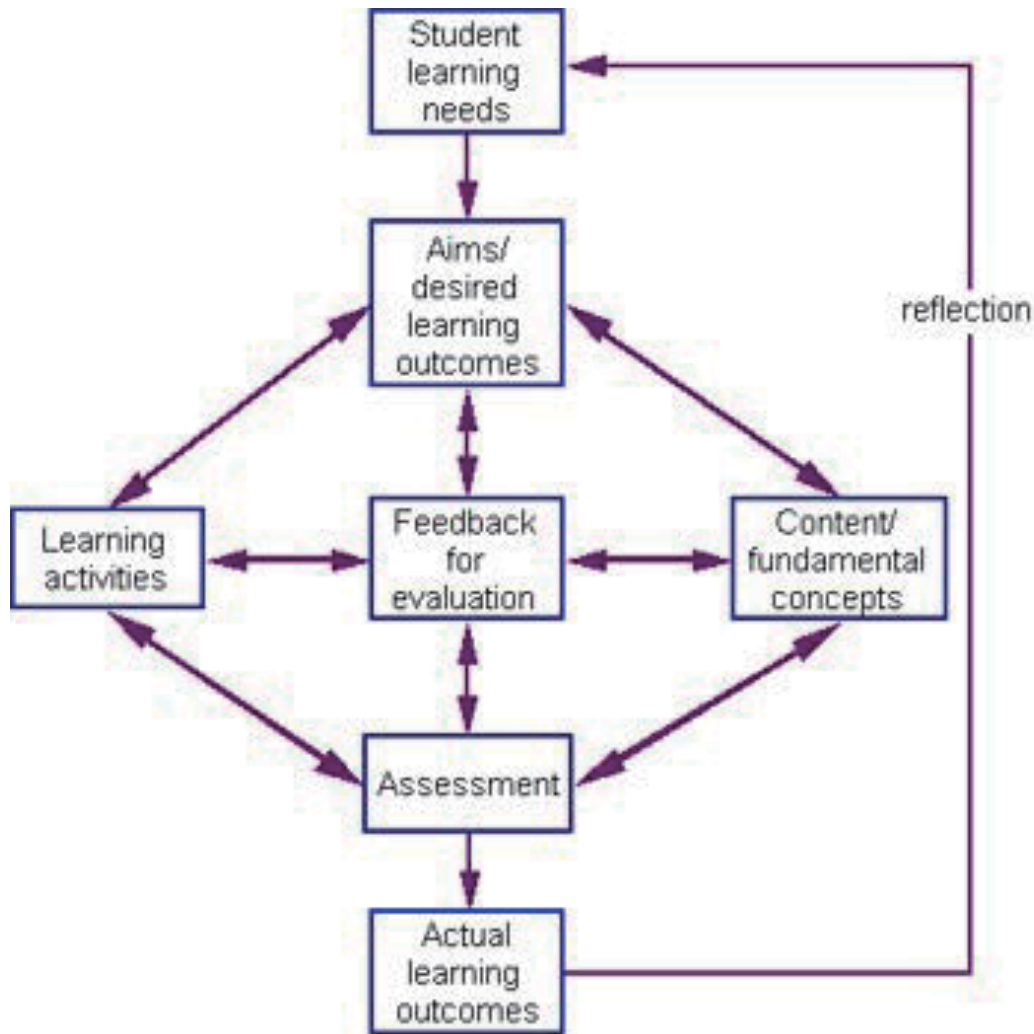 Student
learning
needs
Aims/
desired
learning
outcomes
reflection
Learning
activities
Feedback
for
evaluation
Content/
fundamental
concepts
Assessment
Actual
learning
outcomes